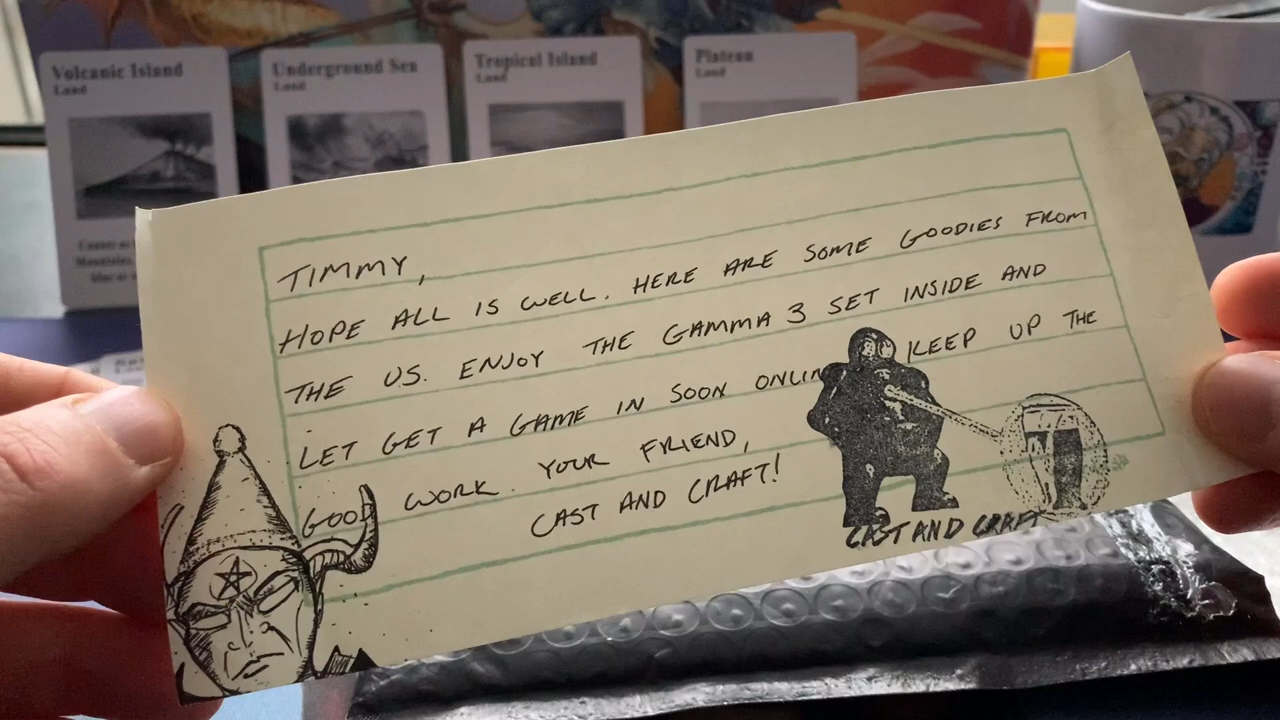 Volcanic Island
Land
Underground Sea
Land
Tropical Island
Land
Plateau
Land
TIMMY,
HOPE ALL IS WELL. HERE ARE SOME GOODIES FROM
THE US. ENJOY THE GAMMA 3 SET INSIDE AND
LET GET A GAME IN SOON ONLIN KEEP UP THE
GOOD WORK. YOUR FRIEND,
CAST AND CRAFT!
CAST AND CRAFT